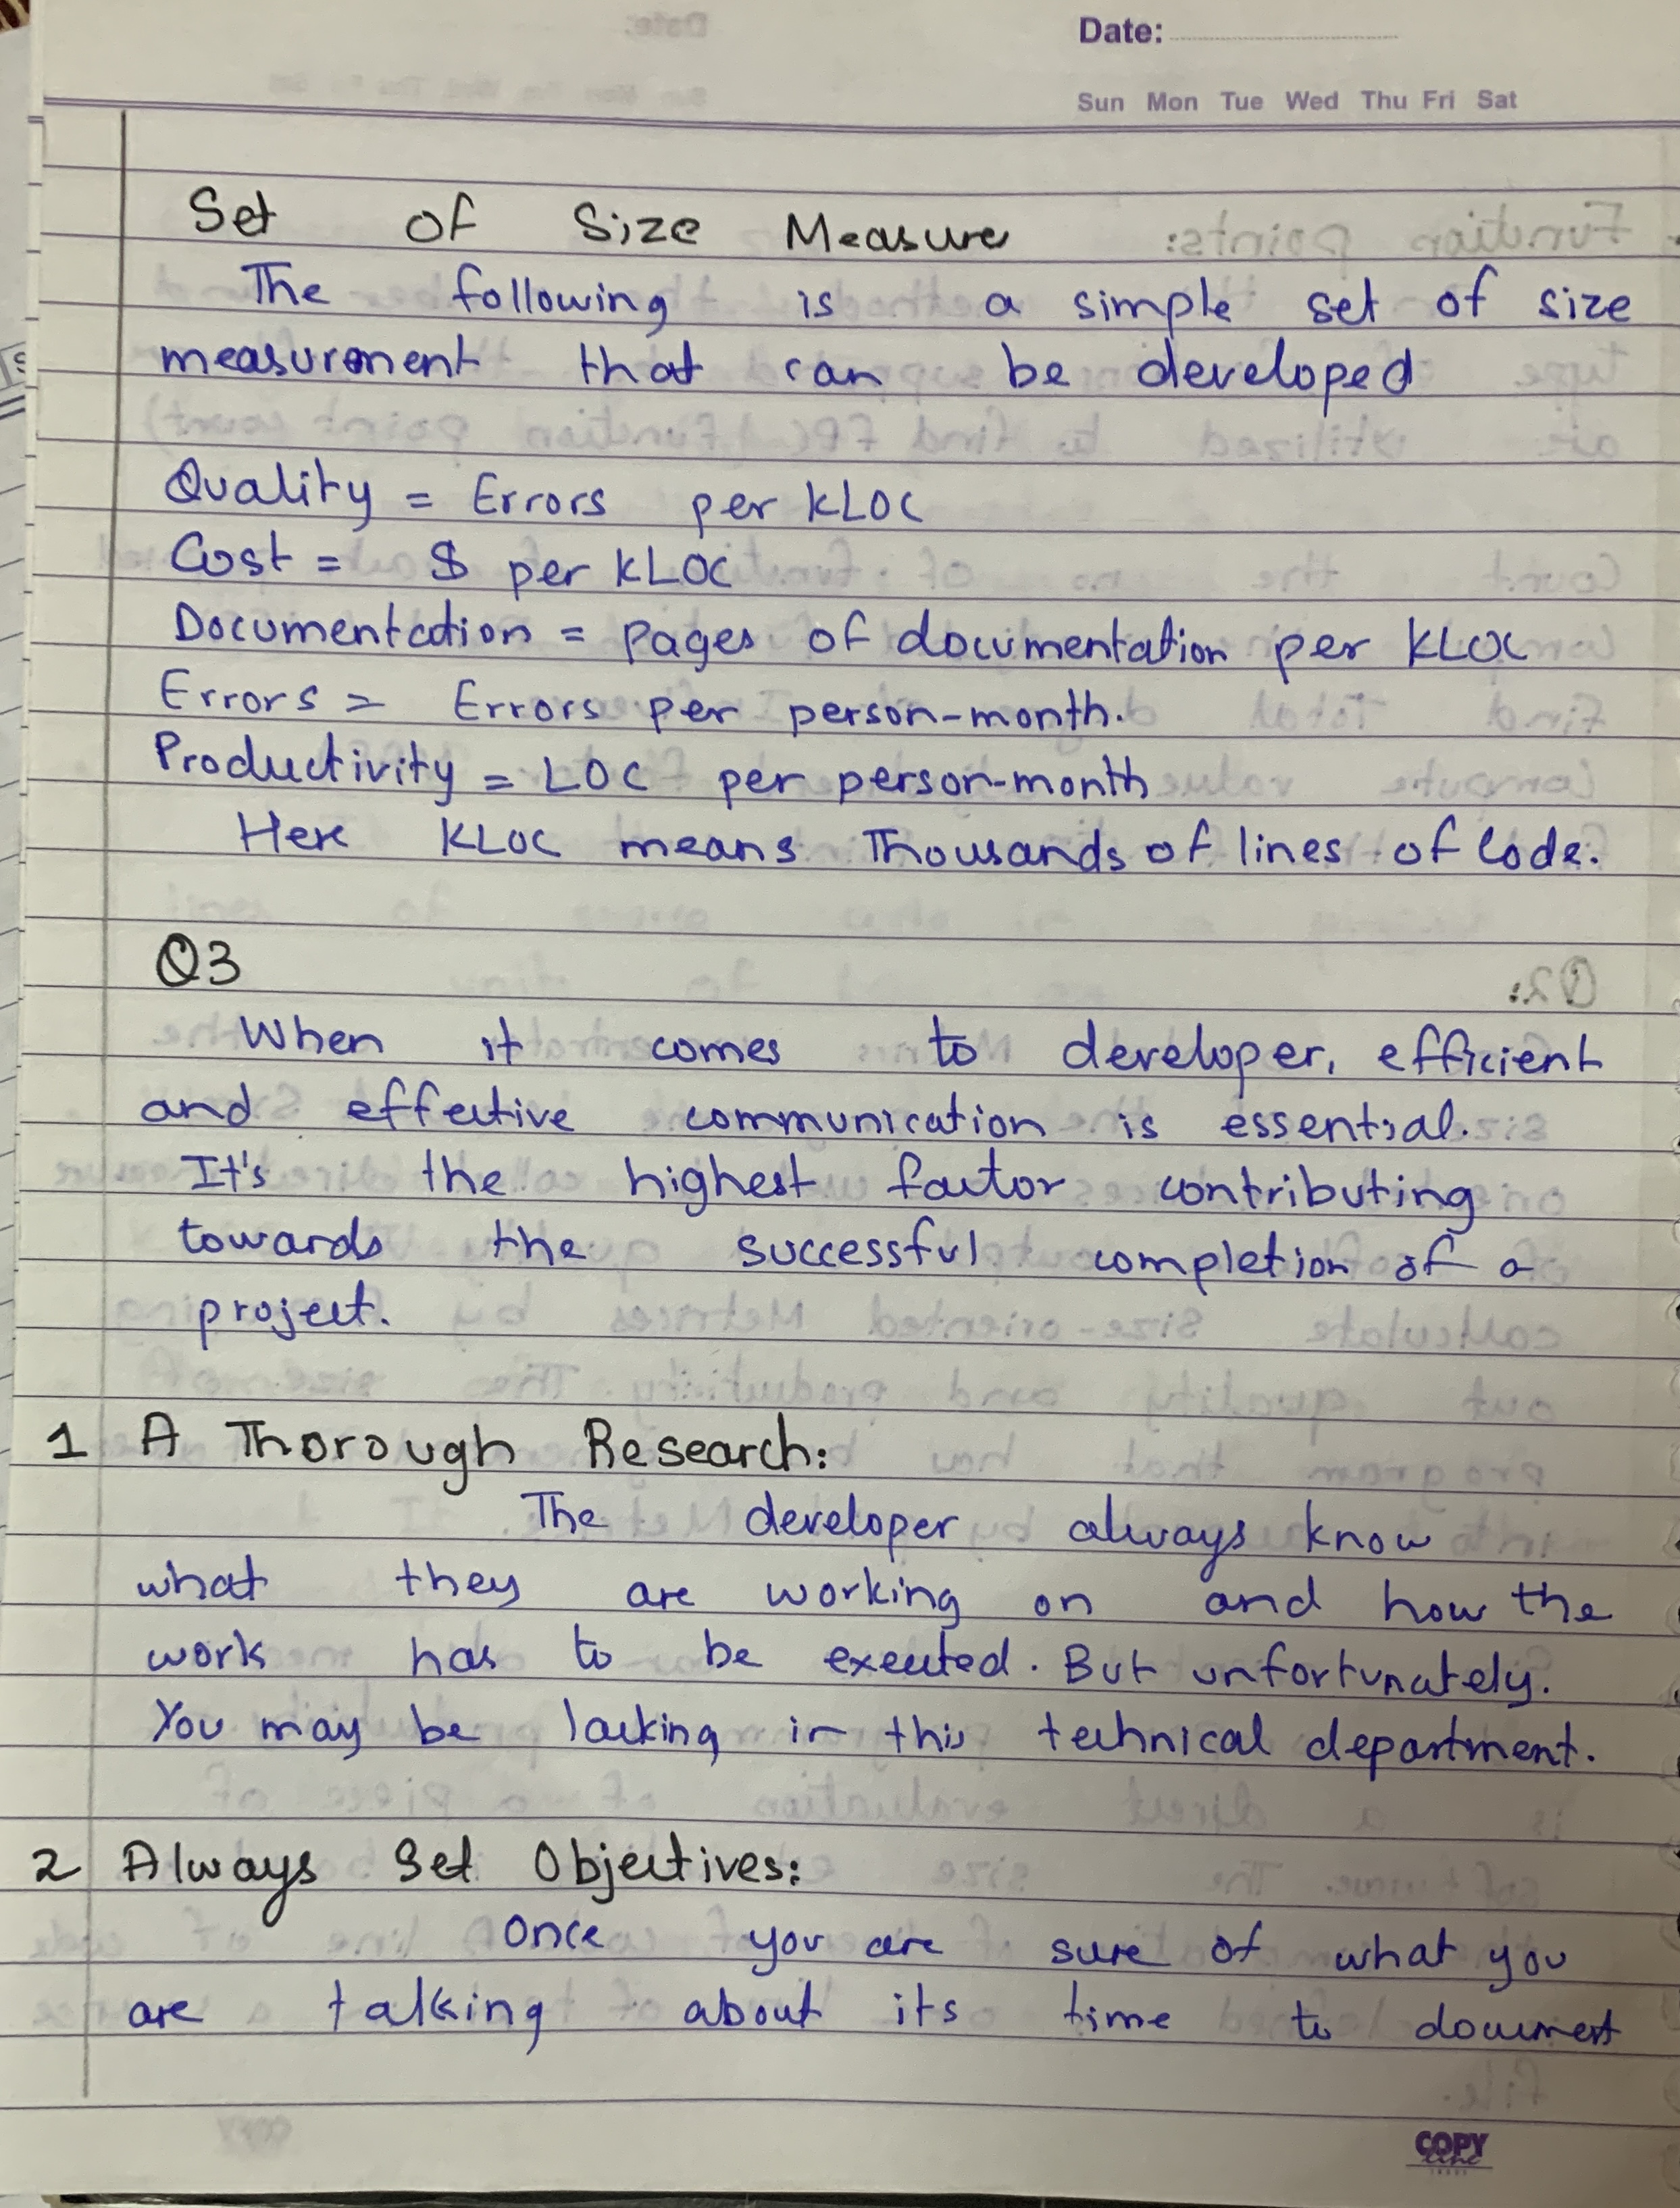 Date:
Sun Mon Tue Wed Thu Fri Sat
Set of Size Measure
The following is a simple set of size
measurement that can be developed
Quality = Errors per KLOC
Cost = $ per KLOC
Documentation = Pages of documentation per KLOC
Errors = Errors per person-month.
Productivity = LOC per person-month
Here KLOC means Thousands of lines of Code.
Q3
When it comes to developer, efficient
and effective communication is essential.
It's the highest factor contributing
towards the successful completion of a
project.
1 A Thorough Research:
The developer always know
what they are working on and how the
work has to be executed. But unfortunately.
You may be lacking in this technical department.
2 Always Set Objectives:
Once you are sure of what you
are talking about its time to document
COPY